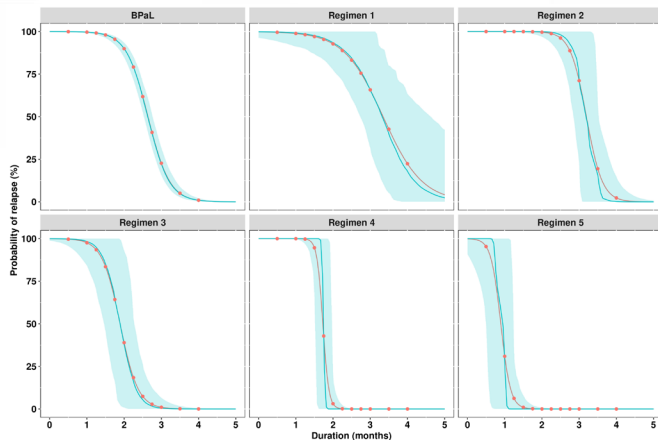 BPaL
Regimen 1
Regimen 2
100
75
50
25
0
Regimen 3
Regimen 4
Regimen 5
100
75
50
25
0
0 1 2 3 4 5
0 1 2 3 4 5
0 1 2 3 4 5
Probability of relapse (%)
Duration (months)